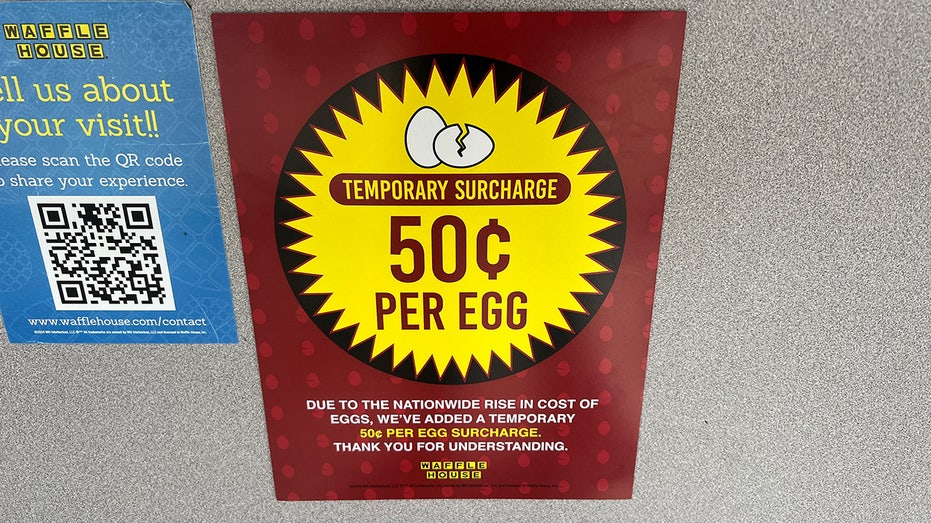 WAFFLE
HOUSE
ell us about
your visit!!
lease scan the QR code
o share your experience.
www.wafflehouse.com/contact
TEMPORARY SURCHARGE
50¢
PER EGG
DUE TO THE NATIONWIDE RISE IN COST OF
EGGS, WE'VE ADDED A TEMPORARY
50¢ PER EGG SURCHARGE.
THANK YOU FOR UNDERSTANDING.
WAFFLE
HOUSE